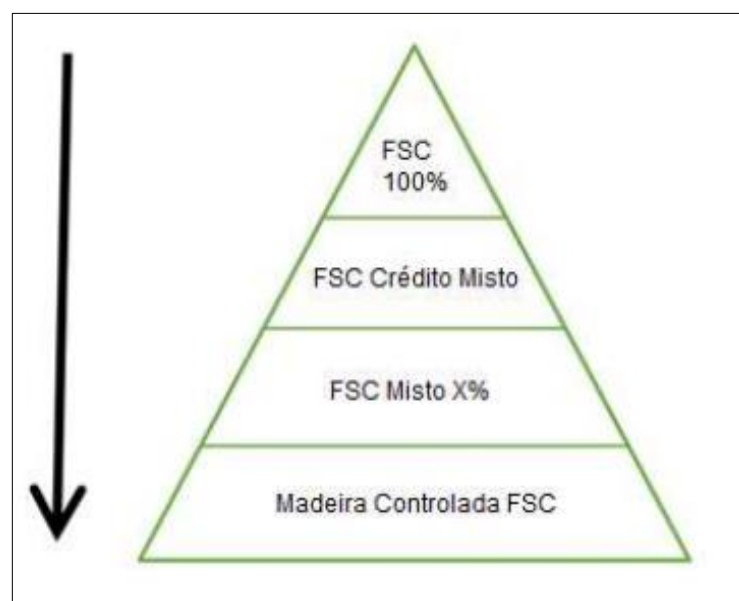 FSC
100%
FSC Crédito Misto
FSC Misto X%
Madeira Controlada FSC